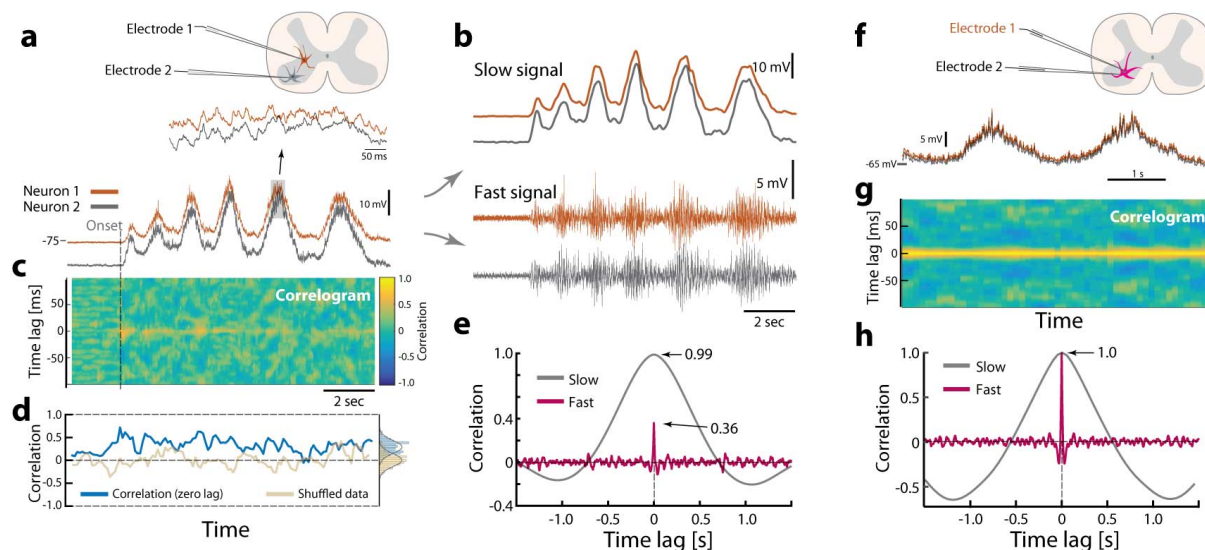 a
Electrode 1
Electrode 2
50 ms
Neuron 1
Neuron 2
Onset
10 mV
-75
b
Slow signal
10 mV
Fast signal
5 mV
2 sec
c
Correlogram
Time lag [ms]
50
0
-50
1.0
0.5
0
-0.5
-1.0
Correlation
2 sec
d
Correlation
1.0
0.5
0
-0.5
-1.0
Correlation (zero lag)
Shuffled data
Time
e
Correlation
1.0
0.8
0.6
0.4
0.2
0
-0.4
Slow
Fast
0.99
0.36
-1.0
-0.5
0
0.5
1.0
Time lag [s]
f
Electrode 1
Electrode 2
5 mV
-65 mV
1 s
g
Correlogram
Time lag [ms]
50
0
-50
Time
h
Correlation
1.0
0.5
0
-0.5
Slow
Fast
1.0
-1.0
-0.5
0
0.5
1.0
Time lag [s]